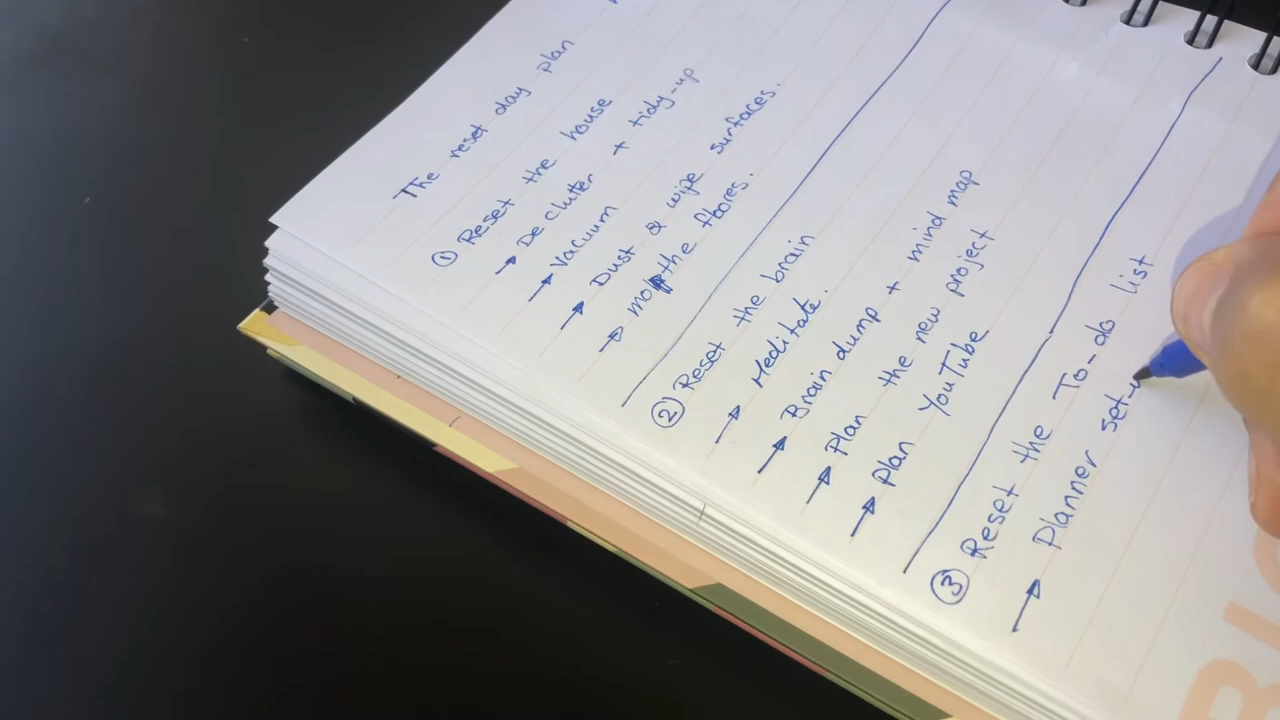 The reset day plan
① Reset the house
→ De clutter + tidy-up
→ Vacuum
→ Dust & wipe surfaces.
→ mop the floores.
② Reset the brain
→ Meditate.
→ Brain dump + mind map
→ Plan the new project
→ Plan YouTube
③ Reset the To-do list
→ Planner set-u